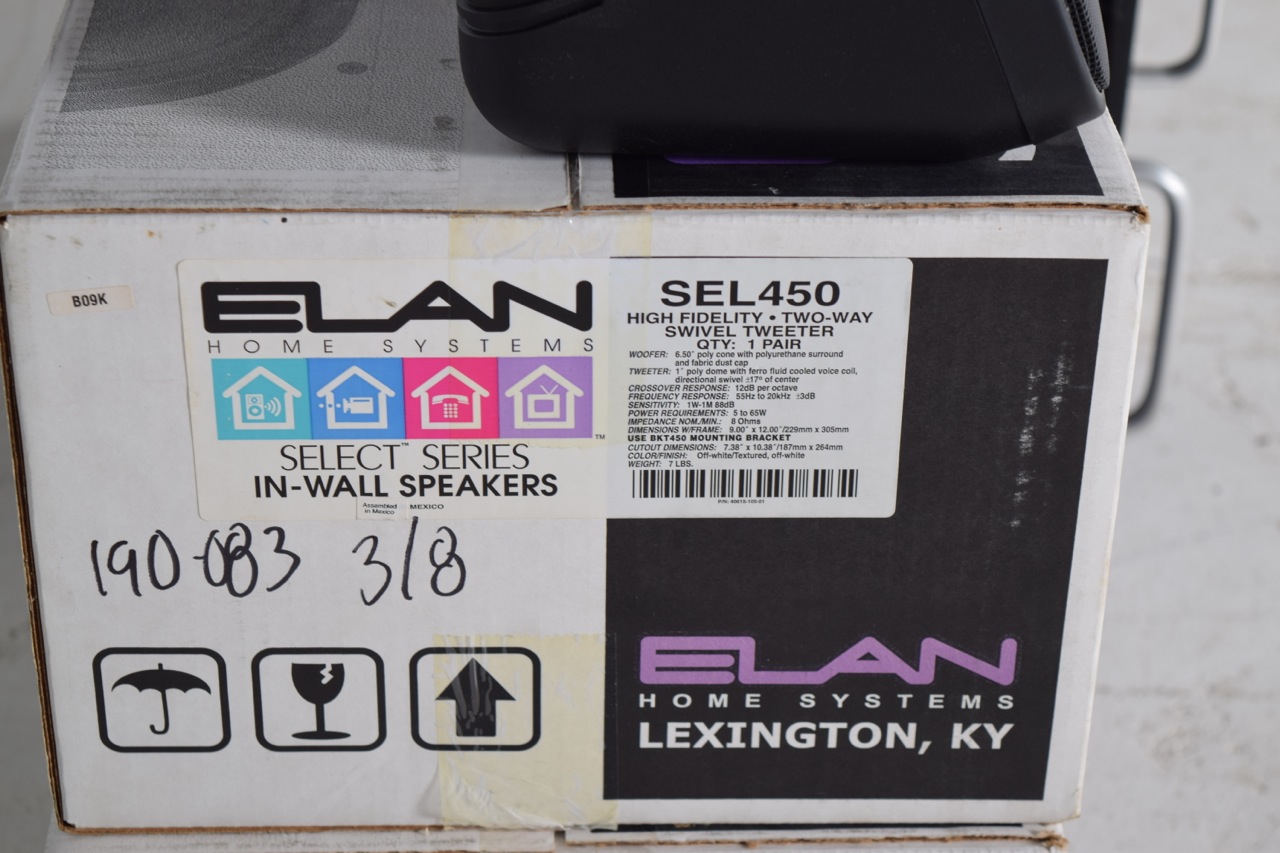 B09K
ELAN
HOME SYSTEMS
TM
SELECT™ SERIES
IN-WALL SPEAKERS
Assembled
in Mexico
MEXICO
SEL450
HIGH FIDELITY • TWO-WAY
SWIVEL TWEETER
QTY: 1 PAIR
WOOFER: 6.50" poly cone with polyurethane surround
and fabric dust cap
TWEETER: 1" poly dome with ferro fluid cooled voice coil,
directional swivel ±17° of center
CROSSOVER RESPONSE: 12dB per octave
FREQUENCY RESPONSE: 55Hz to 20kHz ±3dB
SENSITIVITY: 1W-1M 88dB
POWER REQUIREMENTS: 5 to 65W
IMPEDANCE NOM./MIN.: 8 Ohms
DIMENSIONS W/FRAME: 9.00" x 12.00"/229mm x 305mm
USE BKT450 MOUNTING BRACKET
CUTOUT DIMENSIONS: 7.38" x 10.38"/187mm x 264mm
COLOR/FINISH: Off-white/Textured, off-white
WEIGHT: 7 LBS.
190-083 3/8
ELAN
HOME SYSTEMS
LEXINGTON, KY